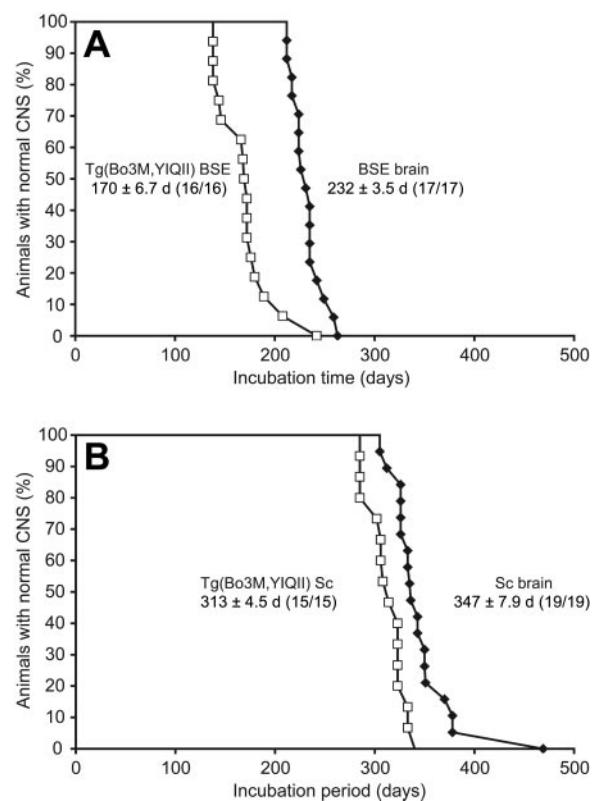 A
Animals with normal CNS (%)
100
90
80
70
60
50
40
30
20
10
0
Tg(Bo3M,YIQII) BSE
170 ± 6.7 d (16/16)
BSE brain
232 ± 3.5 d (17/17)
0 100 200 300 400 500
Incubation time (days)
B
Animals with normal CNS (%)
100
90
80
70
60
50
40
30
20
10
0
Tg(Bo3M,YIQII) Sc
313 ± 4.5 d (15/15)
Sc brain
347 ± 7.9 d (19/19)
0 100 200 300 400 500
Incubation period (days)